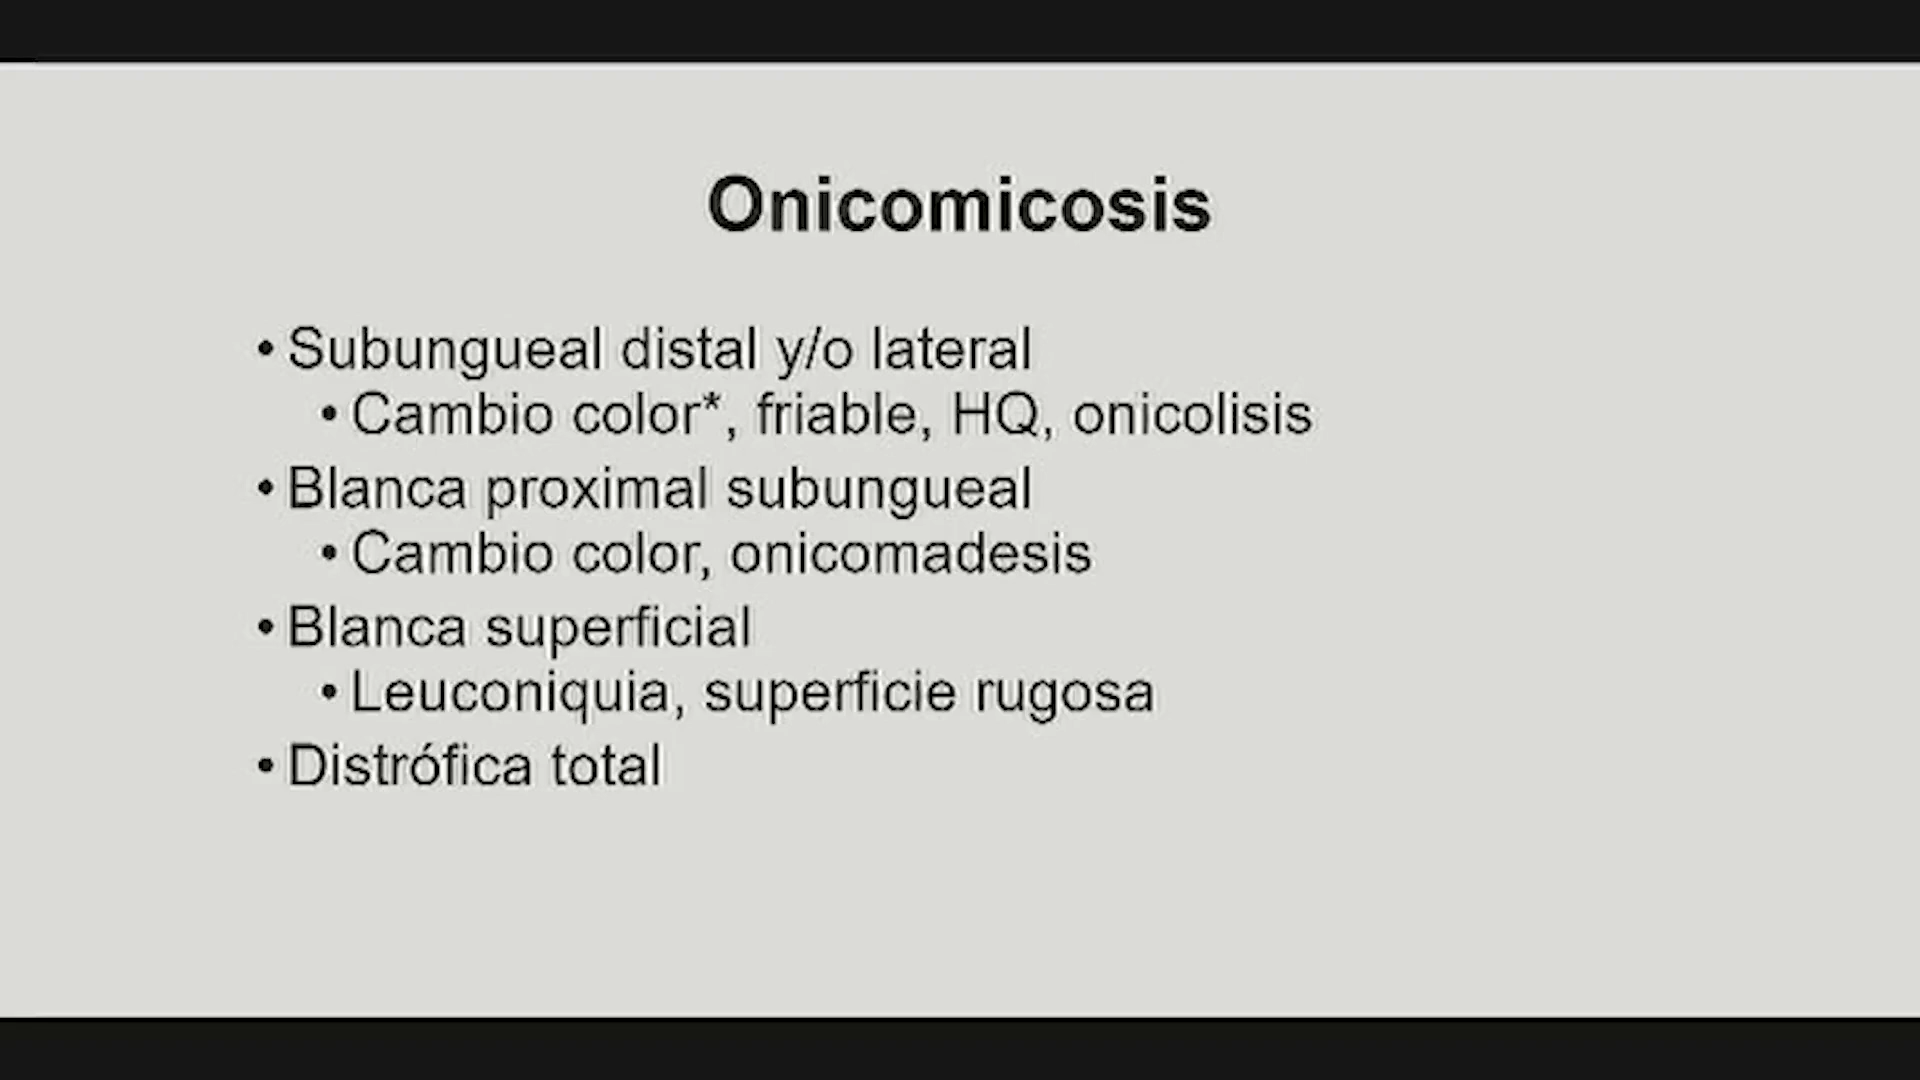 Onicomicosis
• Subungueal distal y/o lateral
• Cambio color*, friable, HQ, onicolisis
• Blanca proximal subungueal
• Cambio color, onicomadesis
• Blanca superficial
• Leuconiquia, superficie rugosa
• Distrófica total